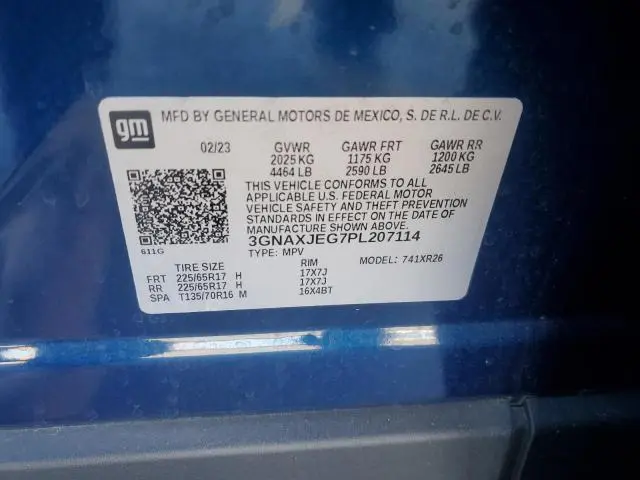 gm MFD BY GENERAL MOTORS DE MEXICO, S. DE R.L. DE C.V.
02/23 GVWR GAWR FRT GAWR RR
2025 KG 1175 KG 1200 KG
4464 LB 2590 LB 2645 LB
THIS VEHICLE CONFORMS TO ALL
APPLICABLE U.S. FEDERAL MOTOR
VEHICLE SAFETY AND THEFT PREVENTION
STANDARDS IN EFFECT ON THE DATE OF
MANUFACTURE SHOWN ABOVE.
3GNAXJEG7PL207114
611G TYPE: MPV MODEL: 741XR26
TIRE SIZE RIM
FRT 225/65R17 H 17X7J
RR 225/65R17 H 17X7J
SPA T135/70R16 M 16X4BT